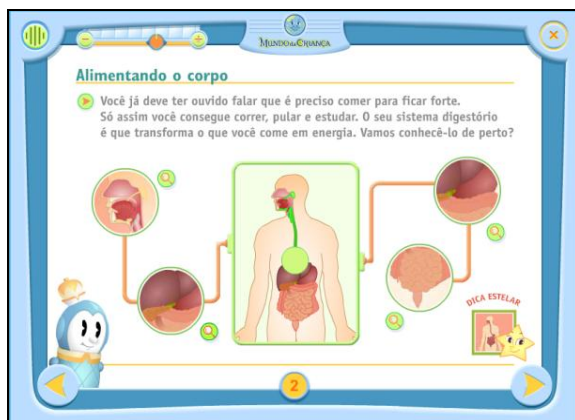 MUNDO da CRIANÇA
Alimentando o corpo
Você já deve ter ouvido falar que é preciso comer para ficar forte.
Só assim você consegue correr, pular e estudar. O seu sistema digestório
é que transforma o que você come em energia. Vamos conhecê-lo de perto?
DICA ESTELAR
2